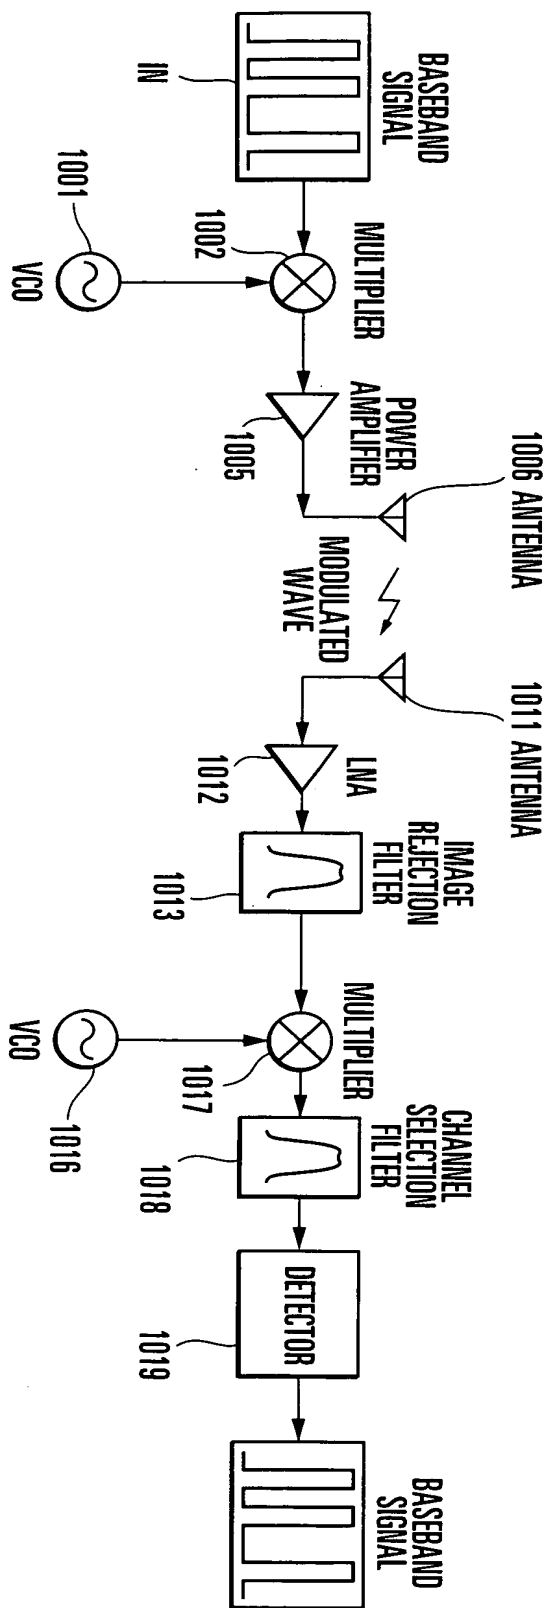 BASEBAND
SIGNAL
IN
1001
VCO
1002
MULTIPLIER
POWER
AMPLIFIER
1005
1006 ANTENNA
MODULATED
WAVE
1011 ANTENNA
LNA
1012
IMAGE
REJECTION
FILTER
1013
MULTIPLIER
1017
1016
VCO
CHANNEL
SELECTION
FILTER
1018
DETECTOR
1019
BASEBAND
SIGNAL